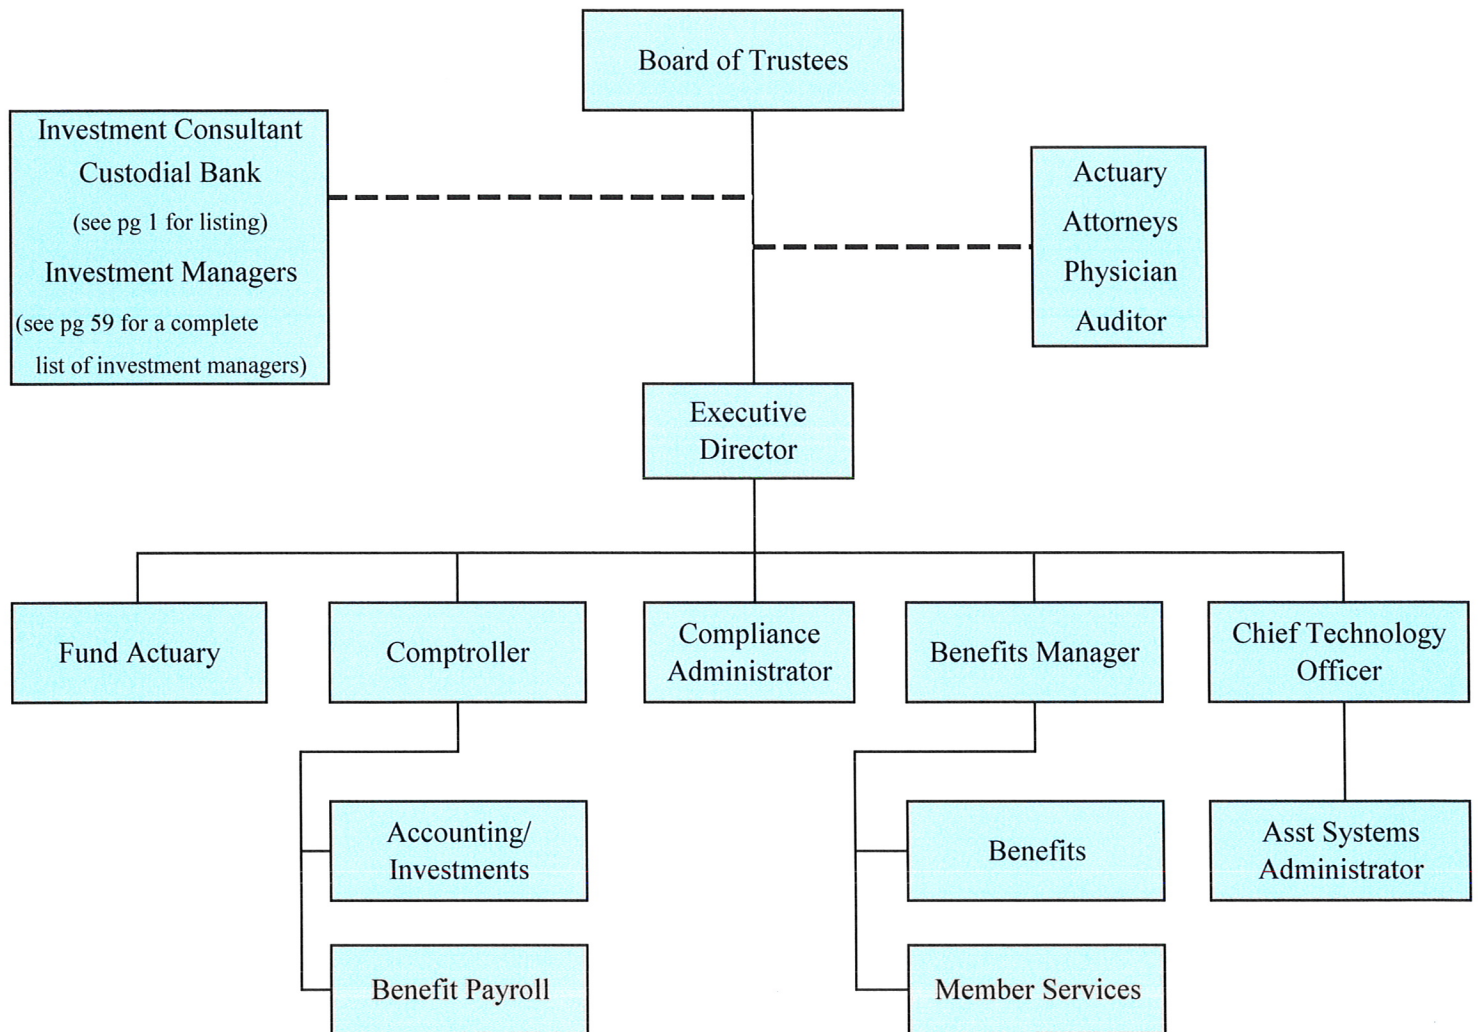 Board of Trustees
Investment Consultant
Custodial Bank
(see pg 1 for listing)
Investment Managers
(see pg 59 for a complete
list of investment managers)
Actuary
Attorneys
Physician
Auditor
Executive
Director
Fund Actuary
Comptroller
Compliance
Administrator
Benefits Manager
Chief Technology
Officer
Accounting/
Investments
Benefits
Asst Systems
Administrator
Benefit Payroll
Member Services